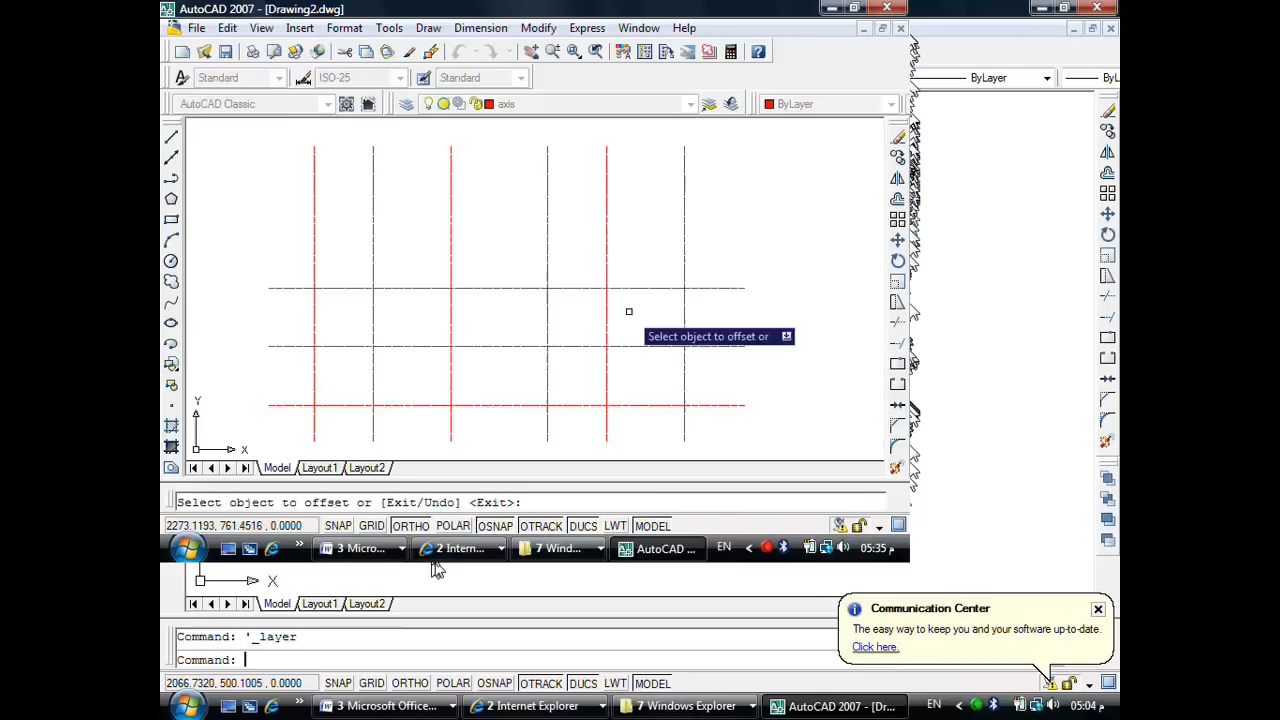 AutoCAD 2007 - [Drawing2.dwg]
File Edit View Insert Format Tools Draw Dimension Modify Express Window Help
Standard ISO-25 Standard ByLayer ByL
AutoCAD Classic axis ByLayer
Select object to offset or
Y
X
Model Layout1 Layout2
Select object to offset or [Exit/Undo] <Exit>:
2273.1193, 761.4516 , 0.0000 SNAP GRID ORTHO POLAR OSNAP OTRACK DUCS LWT MODEL
3 Micro... 2 Intern... 7 Wind... AutoCAD ... EN 05:35 م
X
Model Layout1 Layout2
Communication Center
The easy way to keep you and your software up-to-date.
Click here.
Command: '_layer
Command:
2066.7320, 500.1005 , 0.0000 SNAP GRID ORTHO POLAR OSNAP OTRACK DUCS LWT MODEL
3 Microsoft Office... 2 Internet Explorer 7 Windows Explorer AutoCAD 2007 - [Dr... EN 05:04 م